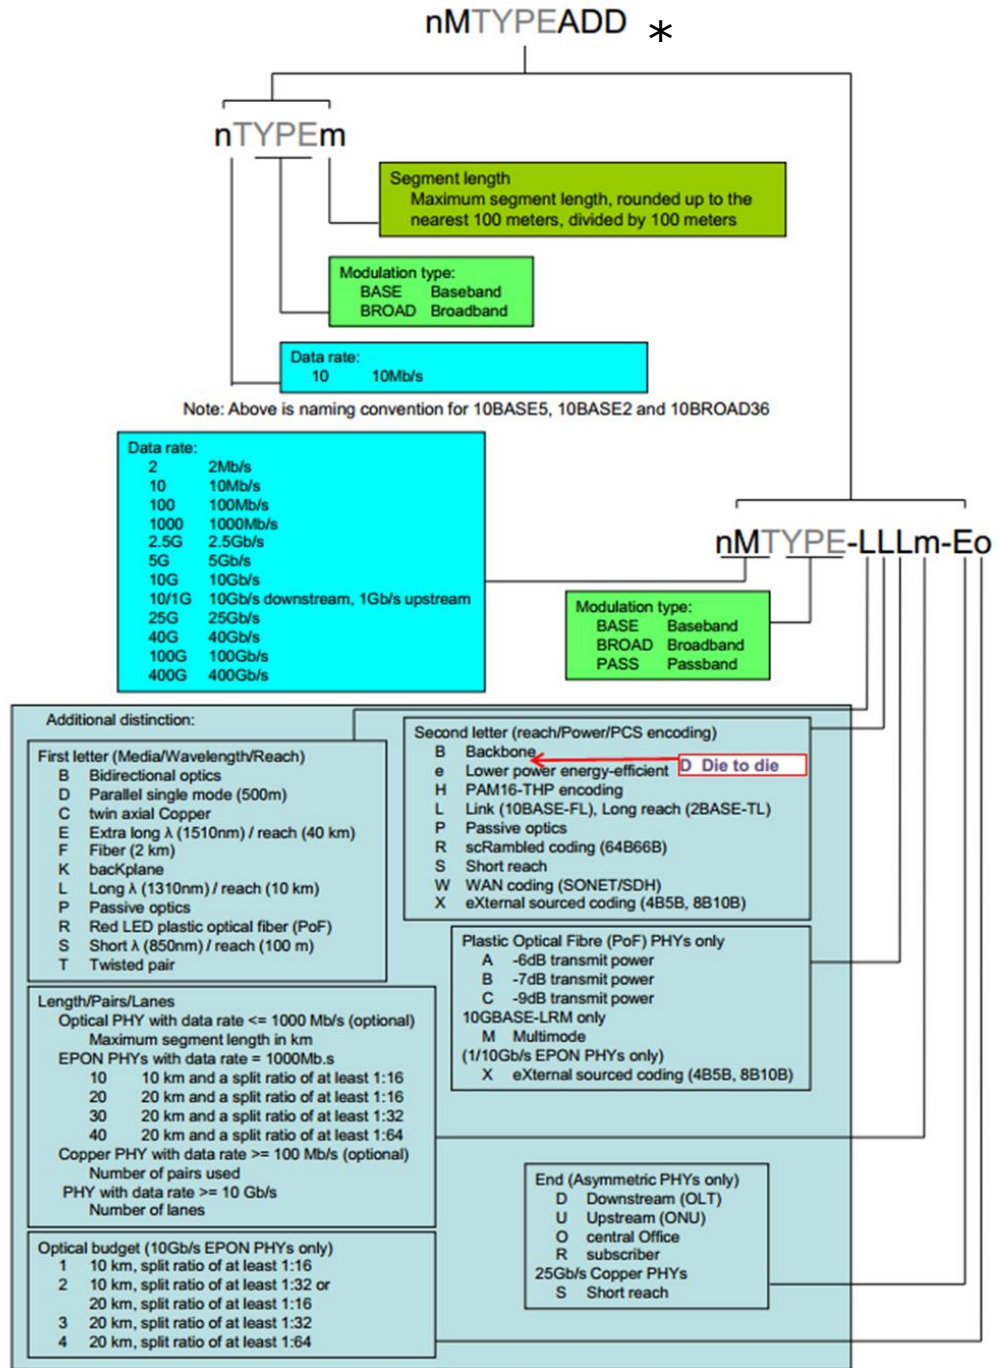 nMTYPEADD *
nTYPEm
Segment length
Maximum segment length, rounded up to the
nearest 100 meters, divided by 100 meters
Modulation type:
BASE Baseband
BROAD Broadband
Data rate:
10 10Mb/s
Note: Above is naming convention for 10BASE5, 10BASE2 and 10BROAD36
Data rate:
2 2Mb/s
10 10Mb/s
100 100Mb/s
1000 1000Mb/s
2.5G 2.5Gb/s
5G 5Gb/s
10G 10Gb/s
10/1G 10Gb/s downstream, 1Gb/s upstream
25G 25Gb/s
40G 40Gb/s
100G 100Gb/s
400G 400Gb/s
nMTYPE-LLLm-Eo
Modulation type:
BASE Baseband
BROAD Broadband
PASS Passband
Additional distinction:
First letter (Media/Wavelength/Reach)
B Bidirectional optics
D Parallel single mode (500m)
C twin axial Copper
E Extra long λ (1510nm) / reach (40 km)
F Fiber (2 km)
K bacKplane
L Long λ (1310nm) / reach (10 km)
P Passive optics
R Red LED plastic optical fiber (PoF)
S Short λ (850nm) / reach (100 m)
T Twisted pair
Second letter (reach/Power/PCS encoding)
B Backbone
D Die to die
e Lower power energy-efficient
H PAM16-THP encoding
L Link (10BASE-FL), Long reach (2BASE-TL)
P Passive optics
R scRambled coding (64B66B)
S Short reach
W WAN coding (SONET/SDH)
X eXternal sourced coding (4B5B, 8B10B)
Plastic Optical Fibre (PoF) PHYs only
A -6dB transmit power
B -7dB transmit power
C -9dB transmit power
10GBASE-LRM only
M Multimode
(1/10Gb/s EPON PHYs only)
X eXternal sourced coding (4B5B, 8B10B)
Length/Pairs/Lanes
Optical PHY with data rate <= 1000 Mb/s (optional)
Maximum segment length in km
EPON PHYs with data rate = 1000Mb.s
10 10 km and a split ratio of at least 1:16
20 20 km and a split ratio of at least 1:16
30 20 km and a split ratio of at least 1:32
40 20 km and a split ratio of at least 1:64
Copper PHY with data rate >= 100 Mb/s (optional)
Number of pairs used
PHY with data rate >= 10 Gb/s
Number of lanes
End (Asymmetric PHYs only)
D Downstream (OLT)
U Upstream (ONU)
O central Office
R subscriber
25Gb/s Copper PHYs
S Short reach
Optical budget (10Gb/s EPON PHYs only)
1 10 km, split ratio of at least 1:16
2 10 km, split ratio of at least 1:32 or
20 km, split ratio of at least 1:16
3 20 km, split ratio of at least 1:32
4 20 km, split ratio of at least 1:64